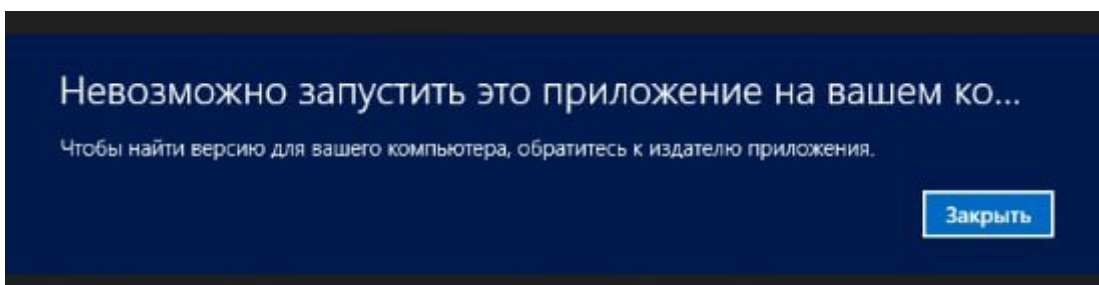 Невозможно запустить это приложение на вашем ко...
Чтобы найти версию для вашего компьютера, обратитесь к издателю приложения.
Закрыть